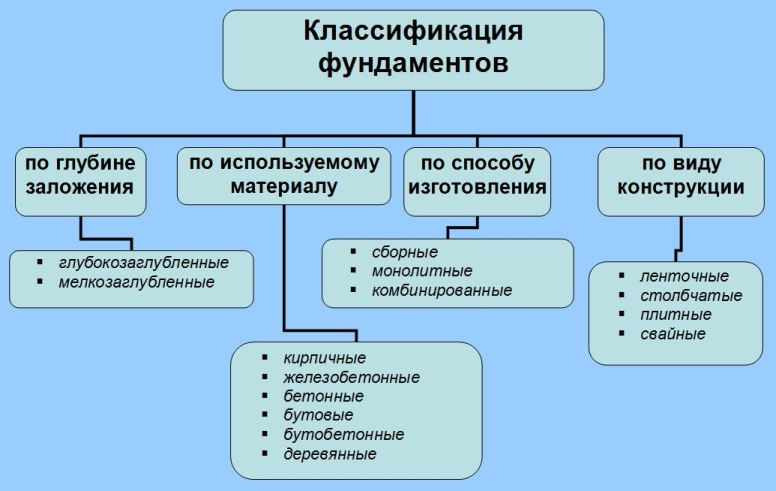 Классификация
фундаментов
по глубине
заложения
по используемому
материалу
по способу
изготовления
по виду
конструкции
▪ глубокозаглубленные
▪ мелкозаглубленные
▪ сборные
▪ монолитные
▪ комбинированные
▪ ленточные
▪ столбчатые
▪ плитные
▪ свайные
▪ кирпичные
▪ железобетонные
▪ бетонные
▪ бутовые
▪ бутобетонные
▪ деревянные